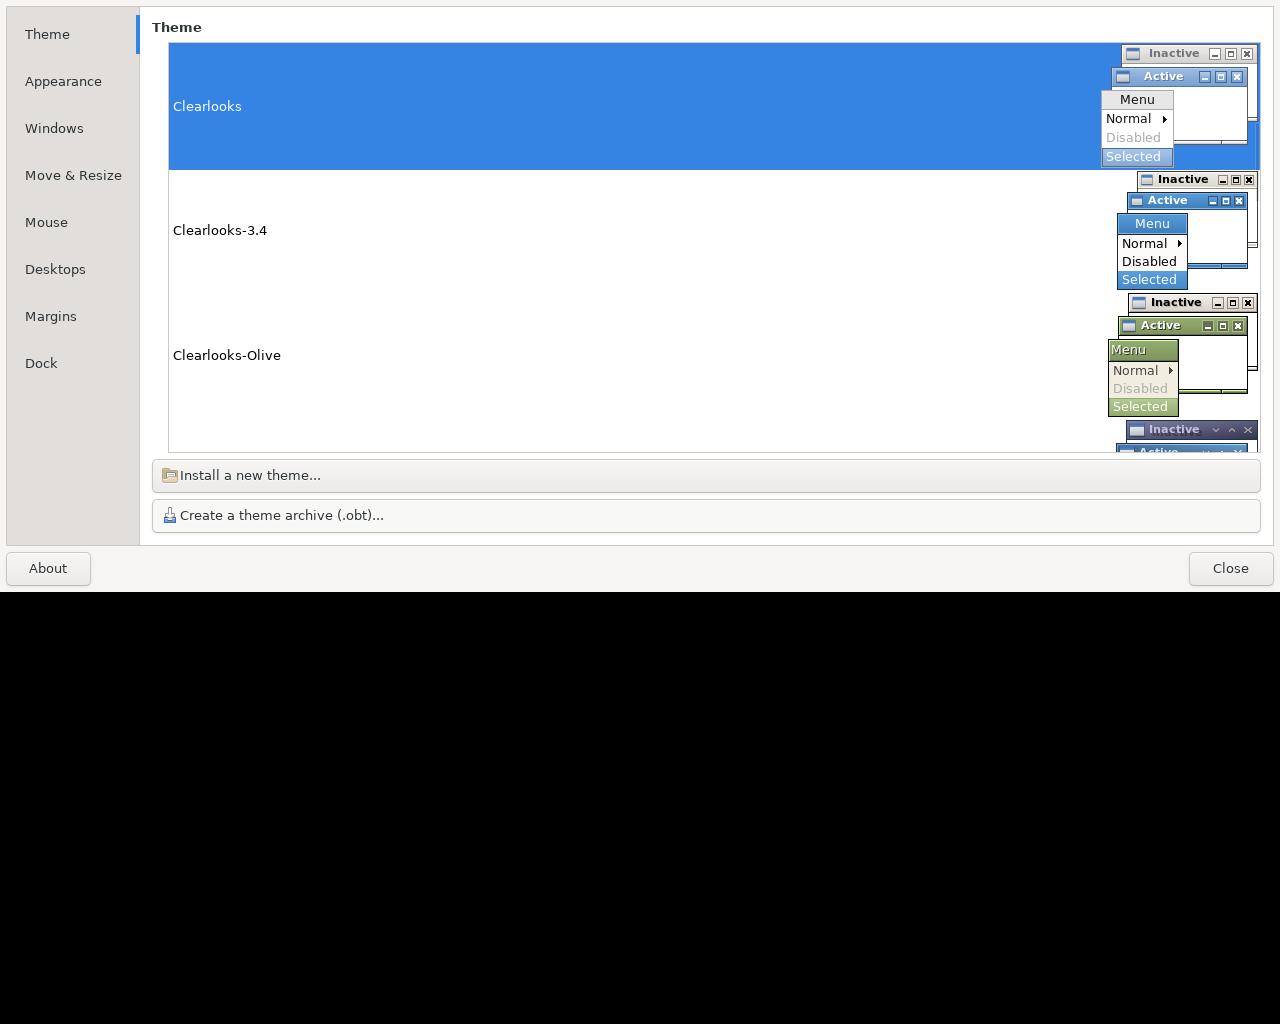 Theme
Appearance
Windows
Move & Resize
Mouse
Desktops
Margins
Dock
Theme
Clearlooks
Inactive
Active
Menu
Normal
Disabled
Selected
Clearlooks-3.4
Inactive
Active
Menu
Normal
Disabled
Selected
Clearlooks-Olive
Inactive
Active
Menu
Normal
Disabled
Selected
Inactive
Active
Install a new theme...
Create a theme archive (.obt)...
About
Close